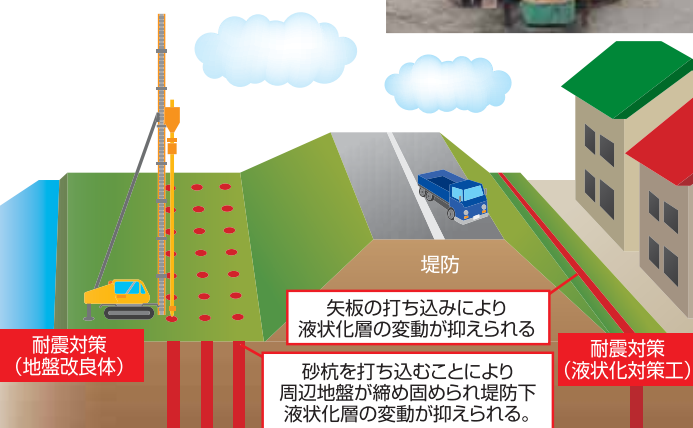 堤防
矢板の打ち込みにより
液状化層の変動が抑えられる
耐震対策
（地盤改良体）
耐震対策
（液状化対策工）
砂杭を打ち込むことにより
周辺地盤が締め固められ堤防下
液状化層の変動が抑えられる。